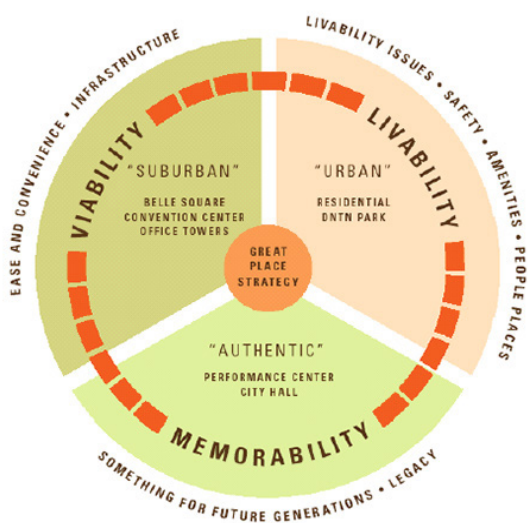 EASE AND CONVENIENCE • INFRASTRUCTURE
LIVABILITY ISSUES • SAFETY • AMENITIES • PEOPLE PLACES
VIABILITY
LIVABILITY
"SUBURBAN"
BELLE SQUARE
CONVENTION CENTER
OFFICE TOWERS
"URBAN"
RESIDENTIAL
DNTN PARK
GREAT
PLACE
STRATEGY
"AUTHENTIC"
PERFORMANCE CENTER
CITY HALL
MEMORABILITY
SOMETHING FOR FUTURE GENERATIONS • LEGACY